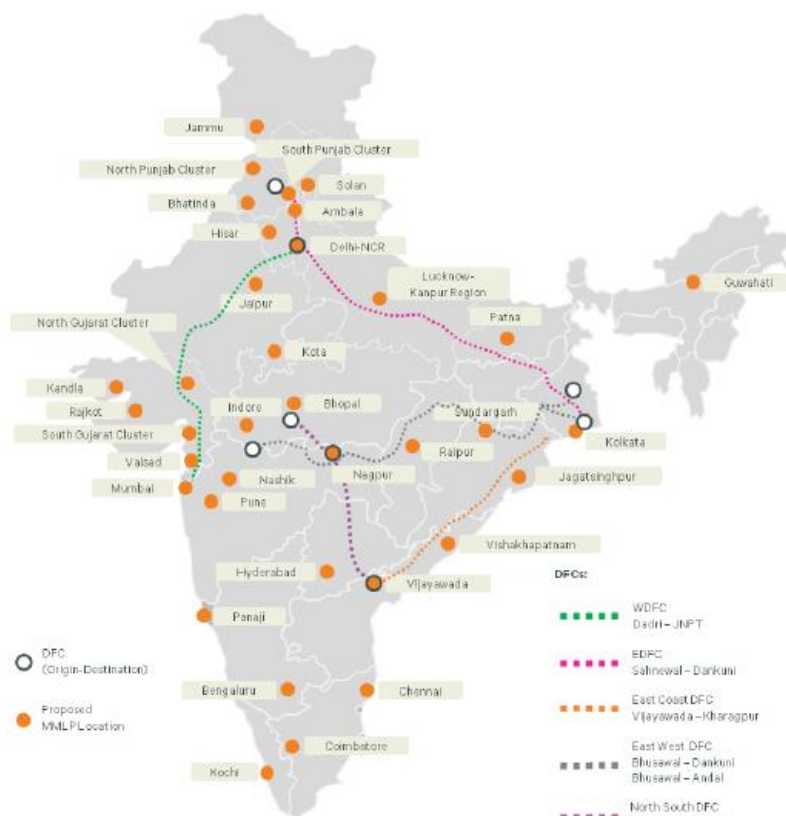 Jammu
South Punjab Cluster
North Punjab Cluster
Solan
Bhatinda
Ambala
Hisar
Delhi-NCR
Lucknow-
Kanpur Region
Guwahati
Jaipur
Patna
North Gujarat Cluster
Kota
Kandla
Bhopal
Indore
Rajkot
Sundargarh
South Gujarat Cluster
Kolkata
Raipur
Valsad
Nagpur
Nashik
Jagatsinghpur
Mumbai
Pune
Vishakhapatnam
Hyderabad
DFCs:
Vijayawada
WDFC
Dadri – JNPT
Panaji
DFC
(Origin-Destination)
EDFC
Sahnewal – Dankuni
Bengaluru
Chennai
East Coast DFC
Vijayawada – Kharagpur
Proposed
MMLP Location
Coimbatore
East West DFC
Bhusawal – Dankuni
Bhusawal – Andal
Kochi
North South DFC